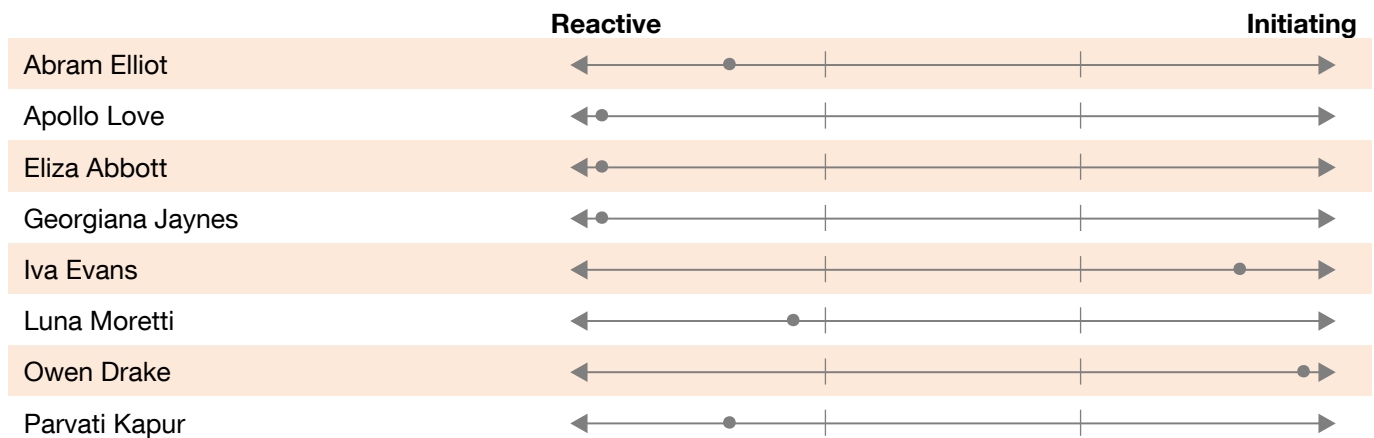 Reactive Initiating
Abram Elliot
Apollo Love
Eliza Abbott
Georgiana Jaynes
Iva Evans
Luna Moretti
Owen Drake
Parvati Kapur